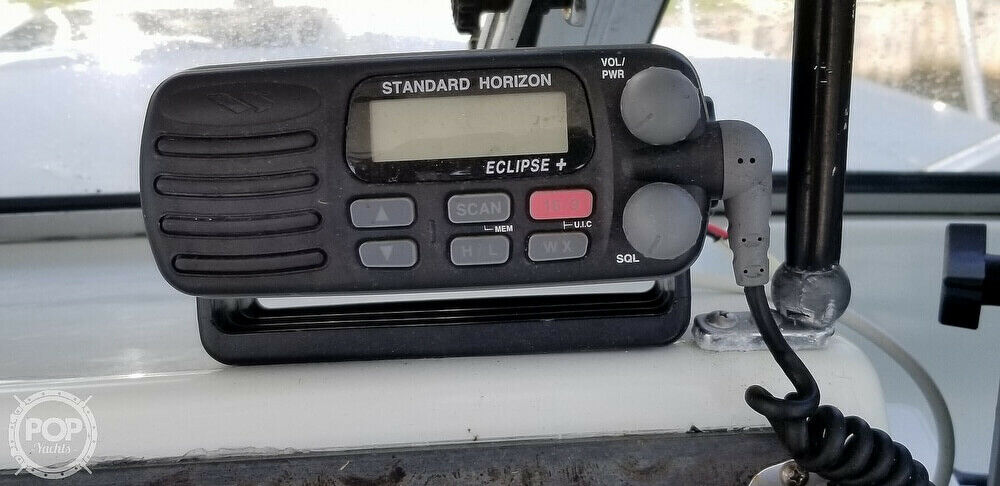 STANDARD HORIZON
VOL/
PWR
ECLIPSE +
SCAN
16/9
MEM
U.I.C
H/L
WX
SQL
POP
Yachts